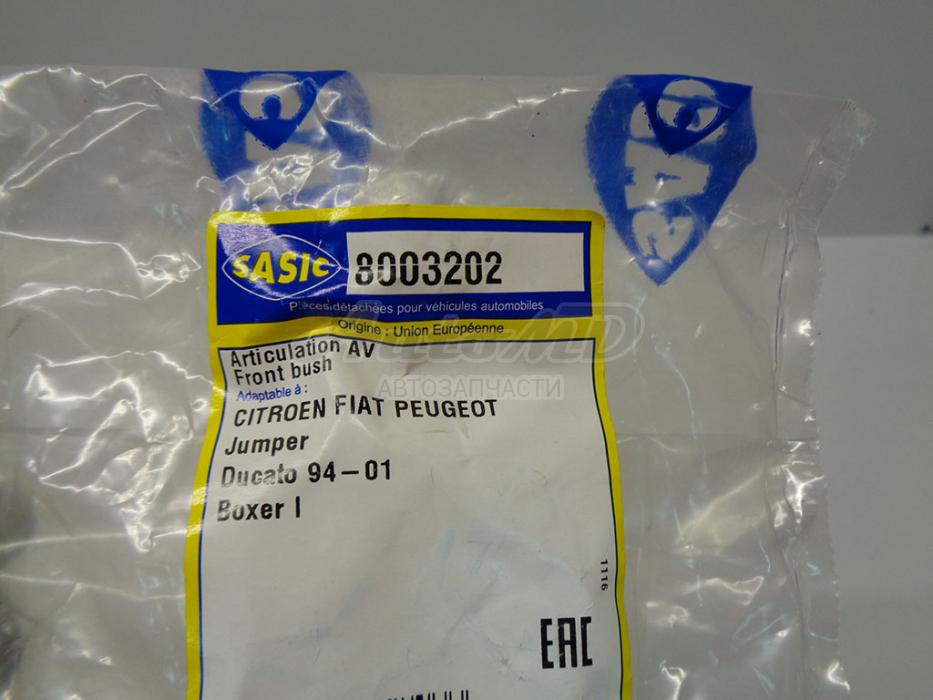 SASIC 8003202
Pièces détachées pour véhicules automobiles
Origine : Union Européenne
AutoMD
АВТОЗАПЧАСТИ
Articulation AV
Front bush
Adaptable à :
CITROEN FIAT PEUGEOT
Jumper
Ducato 94-01
Boxer I
1116
EAC